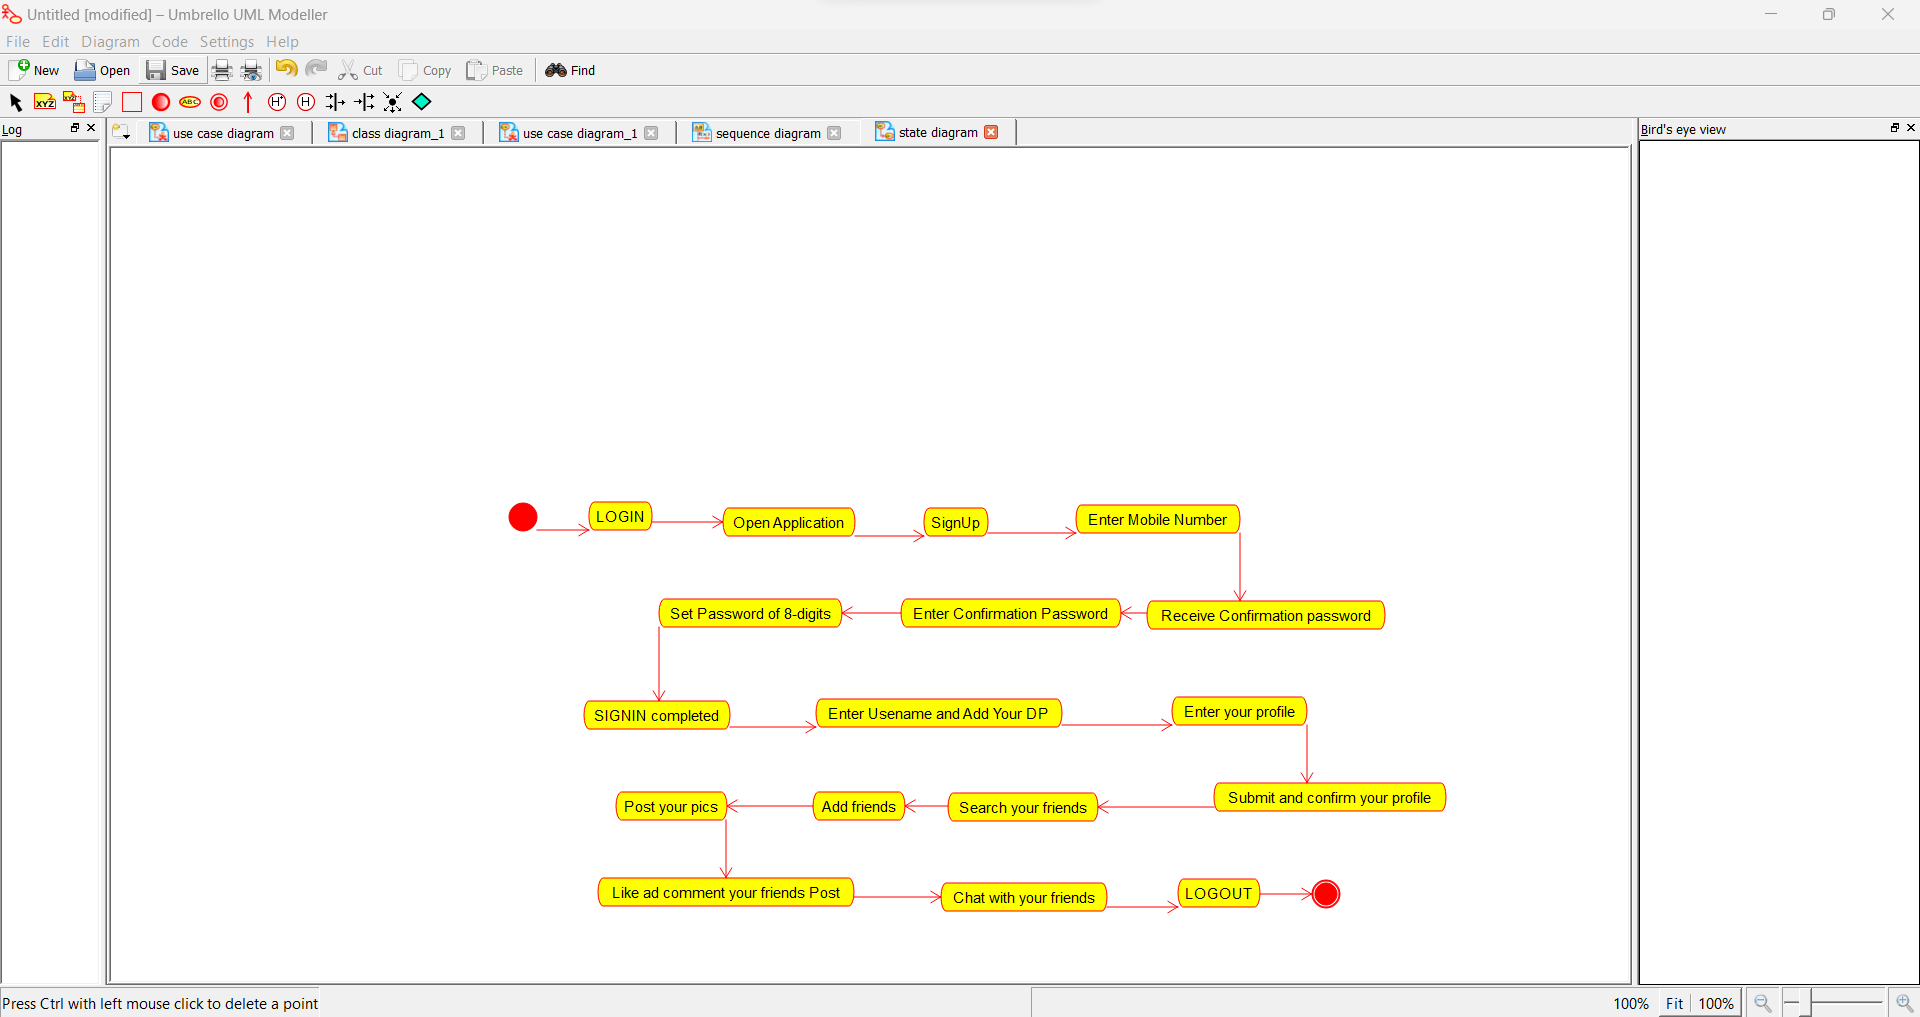 Untitled [modified] – Umbrello UML Modeller
File Edit Diagram Code Settings Help
New Open Save Cut Copy Paste Find
XYZ XYZ ABC H* H
Log
use case diagram class diagram_1 use case diagram_1 sequence diagram state diagram
Bird's eye view
LOGIN Open Application SignUp Enter Mobile Number
Set Password of 8-digits Enter Confirmation Password Receive Confirmation password
SIGNIN completed Enter Usename and Add Your DP Enter your profile
Post your pics Add friends Search your friends Submit and confirm your profile
Like ad comment your friends Post Chat with your friends LOGOUT
Press Ctrl with left mouse click to delete a point
100% Fit 100%